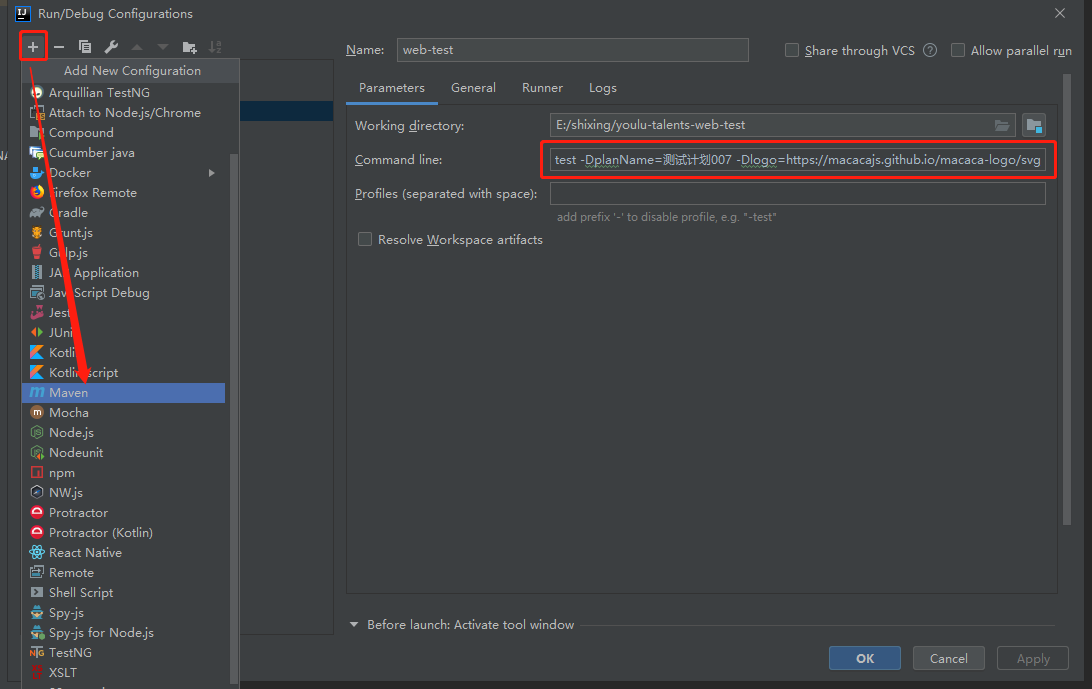 Run/Debug Configurations
Add New Configuration
Arquillian TestNG
Attach to Node.js/Chrome
Compound
Cucumber java
Docker
Firefox Remote
Gradle
Grunt.js
Gulp.js
JAR Application
JavaScript Debug
Jest
JUnit
Kotlin
Kotlin script
Maven
Mocha
Node.js
Nodeunit
npm
NW.js
Protractor
Protractor (Kotlin)
React Native
Remote
Shell Script
Spy-js
Spy-js for Node.js
TestNG
XSLT
Name: web-test
Share through VCS
Allow parallel run
Parameters General Runner Logs
Working directory: E:/shixing/youlu-talents-web-test
Command line: test -DplanName=测试计划007 -Dlogo=https://macacajs.github.io/macaca-logo/svg
Profiles (separated with space):
add prefix '-' to disable profile, e.g. "-test"
Resolve Workspace artifacts
Before launch: Activate tool window
OK Cancel Apply